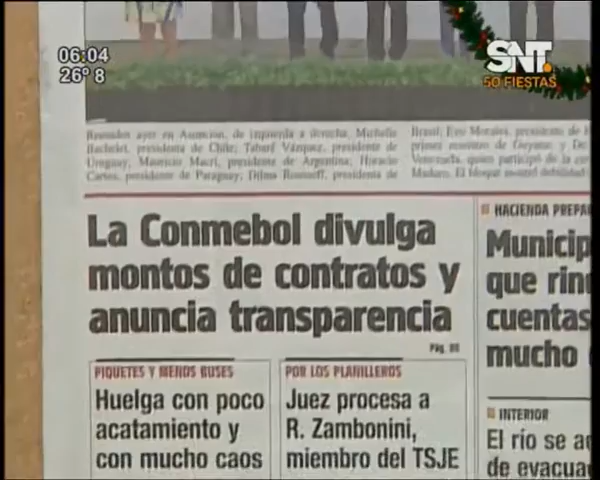 06:04
26º 8
SNT.
50 FIESTAS
Reunidos ayer en Asunción, de izquierda a derecha, Michelle
Bachelet, presidenta de Chile; Tabaré Vázquez, presidente de
Uruguay, Mauricio Macri, presidente de Argentina, Horacio
Cartes, presidente de Paraguay; Dilma Rousseff, presidenta de
Brasil; Evo Morales, presidente de
primer ministro de Guyana y De
Venezuela, quien participó de la
Maduro. El bloque mostró debilidad
La Conmebol divulga
montos de contratos y
anuncia transparencia
Pág.
PIQUETES Y MENOS BUSES
Huelga con poco
acatamiento y
con mucho caos
POR LOS PLANILLEROS
Juez procesa a
R. Zambonini,
miembro del TSJE
HACIENDA PREPA
Municip
que rin
cuentas
mucho
INTERIOR
El río se a
de evacua